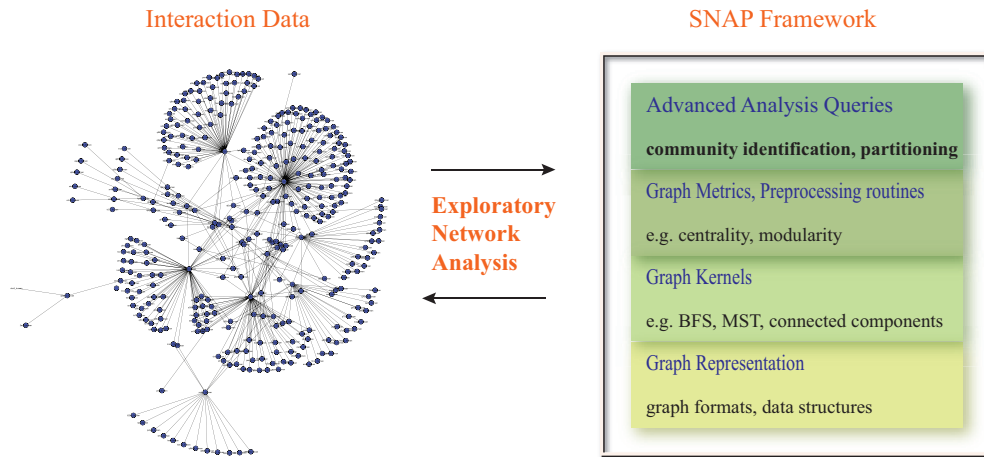 Interaction Data
SNAP Framework
Exploratory
Network
Analysis
Advanced Analysis Queries
community identification, partitioning
Graph Metrics, Preprocessing routines
e.g. centrality, modularity
Graph Kernels
e.g. BFS, MST, connected components
Graph Representation
graph formats, data structures